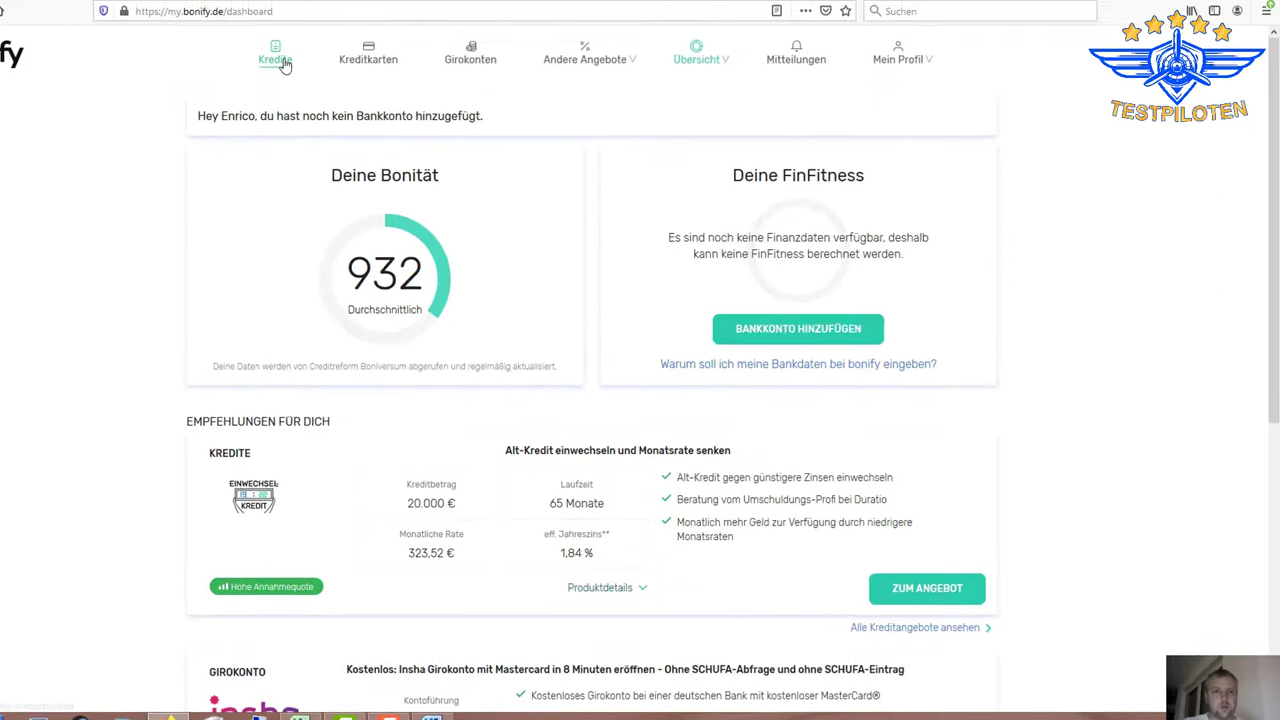 https://my.bonify.de/dashboard
Suchen
fy
Kredite
Kreditkarten
Girokonten
Andere Angebote
Übersicht
Mitteilungen
Mein Profil
TESTPILOTEN
Hey Enrico, du hast noch kein Bankkonto hinzugefügt.
Deine Bonität
932
Durchschnittlich
Deine Daten werden von Creditreform Boniversum abgerufen und regelmäßig aktualisiert.
Deine FinFitness
Es sind noch keine Finanzdaten verfügbar, deshalb
kann keine FinFitness berechnet werden.
BANKKONTO HINZUFÜGEN
Warum soll ich meine Bankdaten bei bonify eingeben?
EMPFEHLUNGEN FÜR DICH
KREDITE
Alt-Kredit einwechseln und Monatsrate senken
EINWECHSEL
KREDIT
Kreditbetrag
20.000 €
Laufzeit
65 Monate
Monatliche Rate
323,52 €
eff. Jahreszins**
1,84 %
Alt-Kredit gegen günstigere Zinsen einwechseln
Beratung vom Umschuldungs-Profi bei Duratio
Monatlich mehr Geld zur Verfügung durch niedrigere
Monatsraten
Hohe Annahmequote
Produktdetails
ZUM ANGEBOT
Alle Kreditangebote ansehen
GIROKONTO
Kostenlos: Insha Girokonto mit Mastercard in 8 Minuten eröffnen - Ohne SCHUFA-Abfrage und ohne SCHUFA-Eintrag
insha
Kontoführung
Kostenloses Girokonto bei einer deutschen Bank mit kostenloser MasterCard®